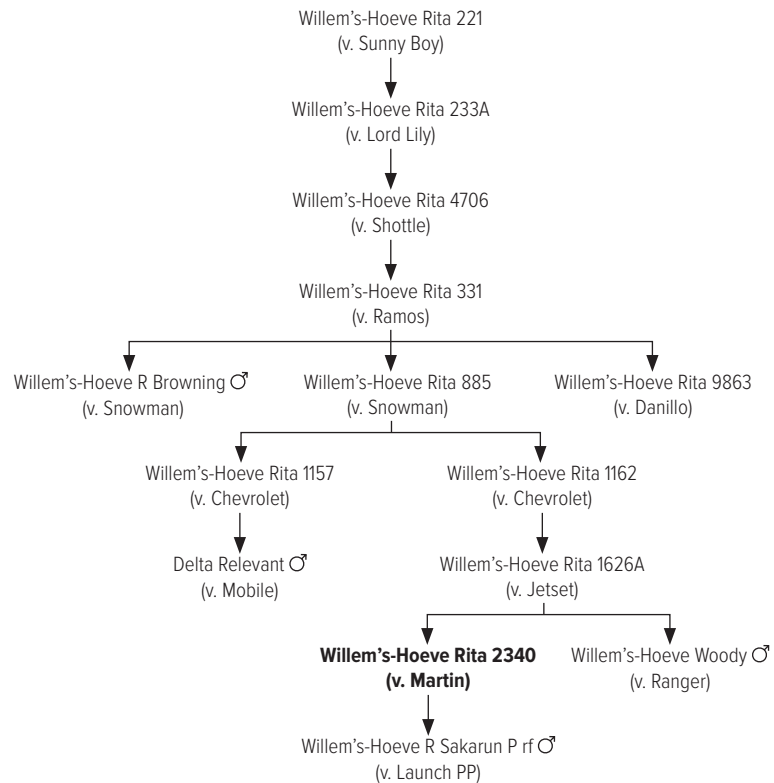 Willem's-Hoeve Rita 221
(v. Sunny Boy)
Willem's-Hoeve Rita 233A
(v. Lord Lily)
Willem's-Hoeve Rita 4706
(v. Shottle)
Willem's-Hoeve Rita 331
(v. Ramos)
Willem's-Hoeve R Browning ♂
(v. Snowman)
Willem's-Hoeve Rita 885
(v. Snowman)
Willem's-Hoeve Rita 9863
(v. Danillo)
Willem's-Hoeve Rita 1157
(v. Chevrolet)
Willem's-Hoeve Rita 1162
(v. Chevrolet)
Delta Relevant ♂
(v. Mobile)
Willem's-Hoeve Rita 1626A
(v. Jetset)
Willem's-Hoeve Rita 2340
(v. Martin)
Willem's-Hoeve Woody ♂
(v. Ranger)
Willem's-Hoeve R Sakarun P rf ♂
(v. Launch PP)